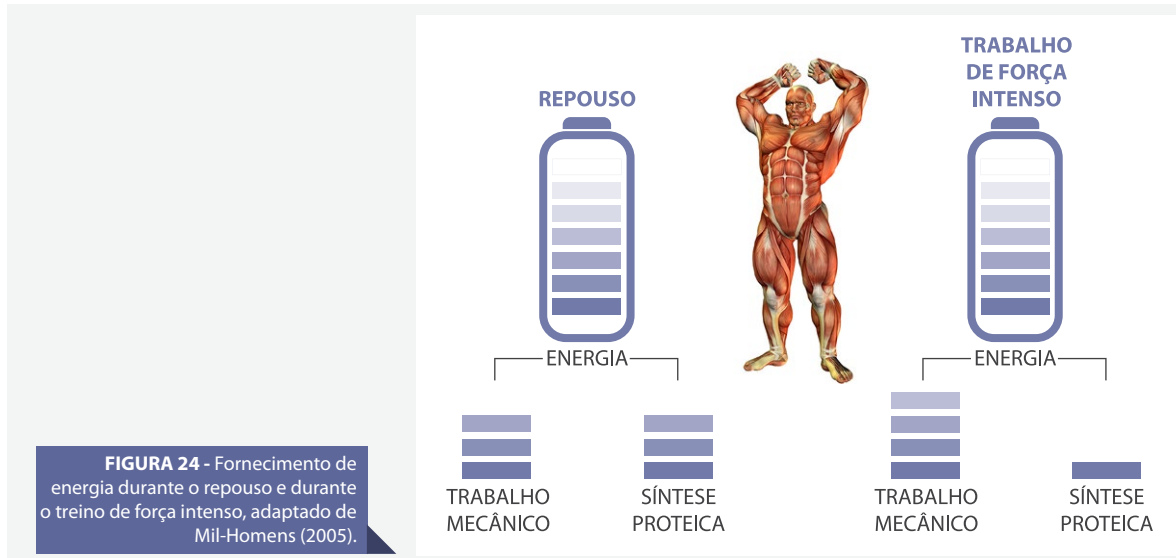 REPOUSO
TRABALHO
DE FORÇA
INTENSO
ENERGIA
ENERGIA
TRABALHO
MECÂNICO
SÍNTESE
PROTEICA
TRABALHO
MECÂNICO
SÍNTESE
PROTEICA
FIGURA 24 - Fornecimento de
energia durante o repouso e durante
o treino de força intenso, adaptado de
Mil-Homens (2005).